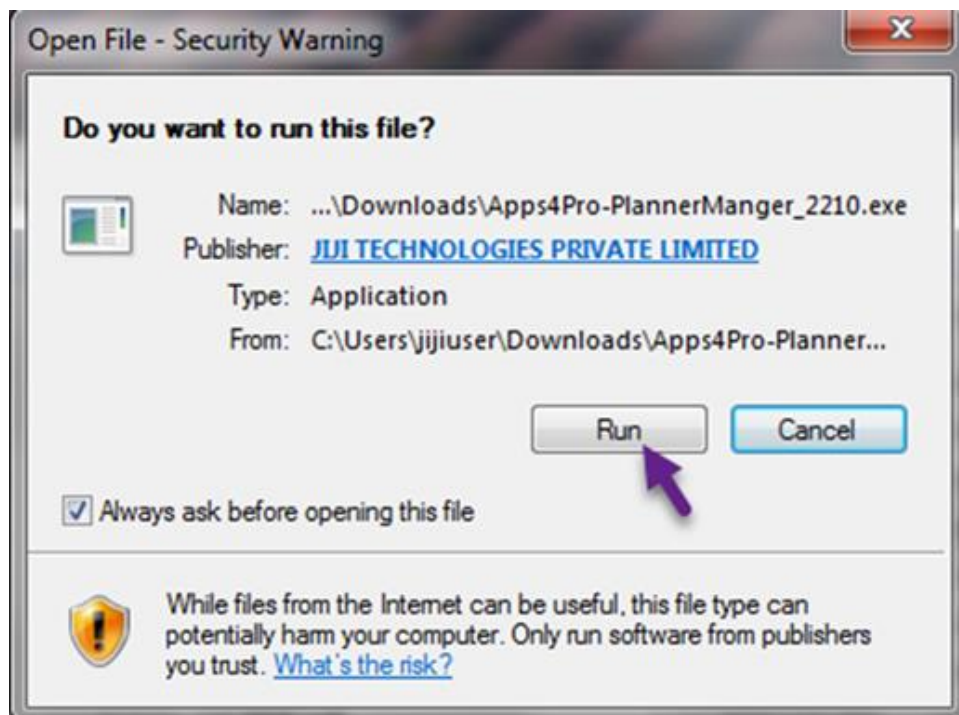 Open File - Security Warning
Do you want to run this file?
Name: ...\Downloads\Apps4Pro-PlannerManger_2210.exe
Publisher: JIJI TECHNOLOGIES PRIVATE LIMITED
Type: Application
From: C:\Users\jijiuser\Downloads\Apps4Pro-Planner...
Run Cancel
Always ask before opening this file
While files from the Internet can be useful, this file type can
potentially harm your computer. Only run software from publishers
you trust. What's the risk?